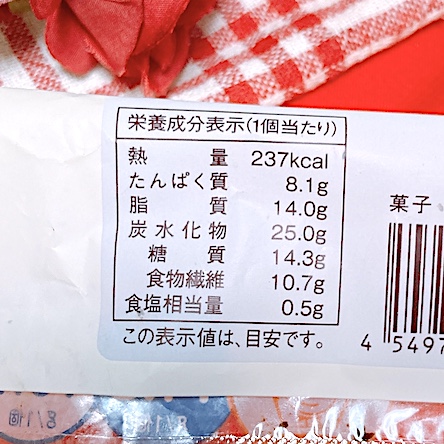 栄養成分表示(1個当たり)
熱量 237kcal
たんぱく質 8.1g
脂質 14.0g
炭水化物 25.0g
糖質 14.3g
食物繊維 10.7g
食塩相当量 0.5g
この表示値は、目安です。
菓子
4 5497